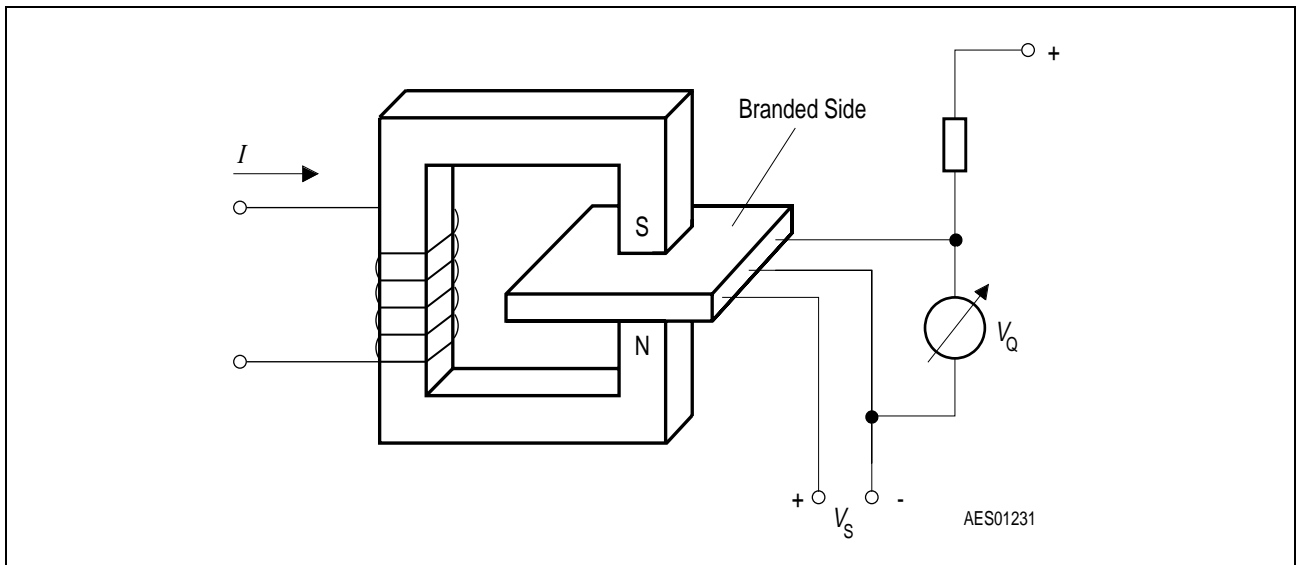 +
Branded Side
I
S
N
V_Q
+ V_S -
AES01231